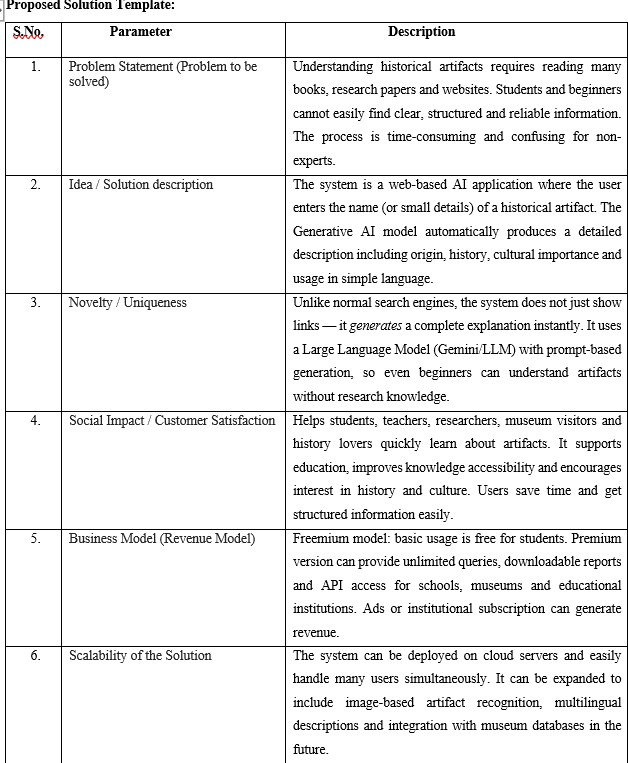 Proposed Solution Template:
S.No. Parameter Description
1. Problem Statement (Problem to be solved) Understanding historical artifacts requires reading many
books, research papers and websites. Students and beginners
cannot easily find clear, structured and reliable information.
The process is time-consuming and confusing for non-
experts.
2. Idea / Solution description The system is a web-based AI application where the user
enters the name (or small details) of a historical artifact. The
Generative AI model automatically produces a detailed
description including origin, history, cultural importance and
usage in simple language.
3. Novelty / Uniqueness Unlike normal search engines, the system does not just show
links — it generates a complete explanation instantly. It uses
a Large Language Model (Gemini/LLM) with prompt-based
generation, so even beginners can understand artifacts
without research knowledge.
4. Social Impact / Customer Satisfaction Helps students, teachers, researchers, museum visitors and
history lovers quickly learn about artifacts. It supports
education, improves knowledge accessibility and encourages
interest in history and culture. Users save time and get
structured information easily.
5. Business Model (Revenue Model) Freemium model: basic usage is free for students. Premium
version can provide unlimited queries, downloadable reports
and API access for schools, museums and educational
institutions. Ads or institutional subscription can generate
revenue.
6. Scalability of the Solution The system can be deployed on cloud servers and easily
handle many users simultaneously. It can be expanded to
include image-based artifact recognition, multilingual
descriptions and integration with museum databases in the
future.